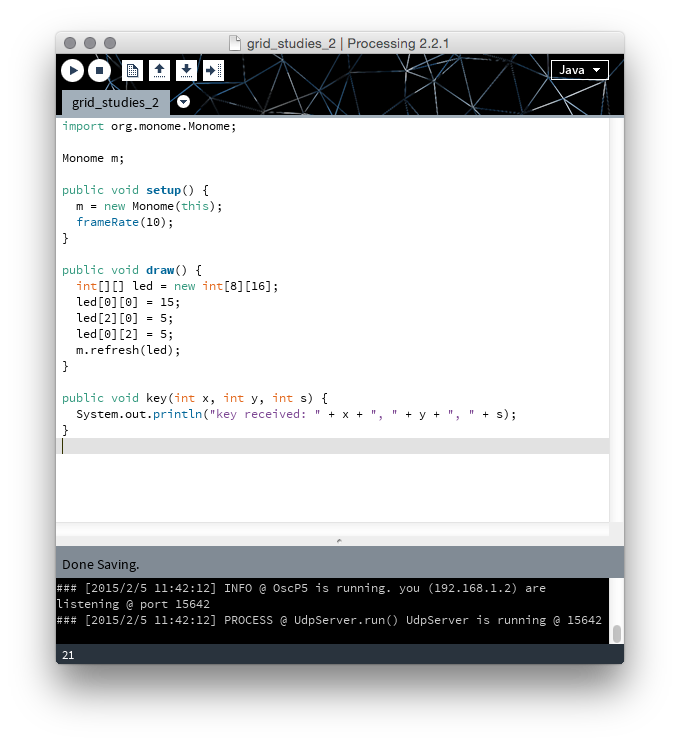 grid_studies_2 | Processing 2.2.1
Java
grid_studies_2
import org.monome.Monome;
Monome m;
public void setup() {
m = new Monome(this);
frameRate(10);
}
public void draw() {
int[][] led = new int[8][16];
led[0][0] = 15;
led[2][0] = 5;
led[0][2] = 5;
m.refresh(led);
}
public void key(int x, int y, int s) {
System.out.println("key received: " + x + ", " + y + ", " + s);
}
Done Saving.
### [2015/2/5 11:42:12] INFO @ OscP5 is running. you (192.168.1.2) are
listening @ port 15642
### [2015/2/5 11:42:12] PROCESS @ UdpServer.run() UdpServer is running @ 15642
21